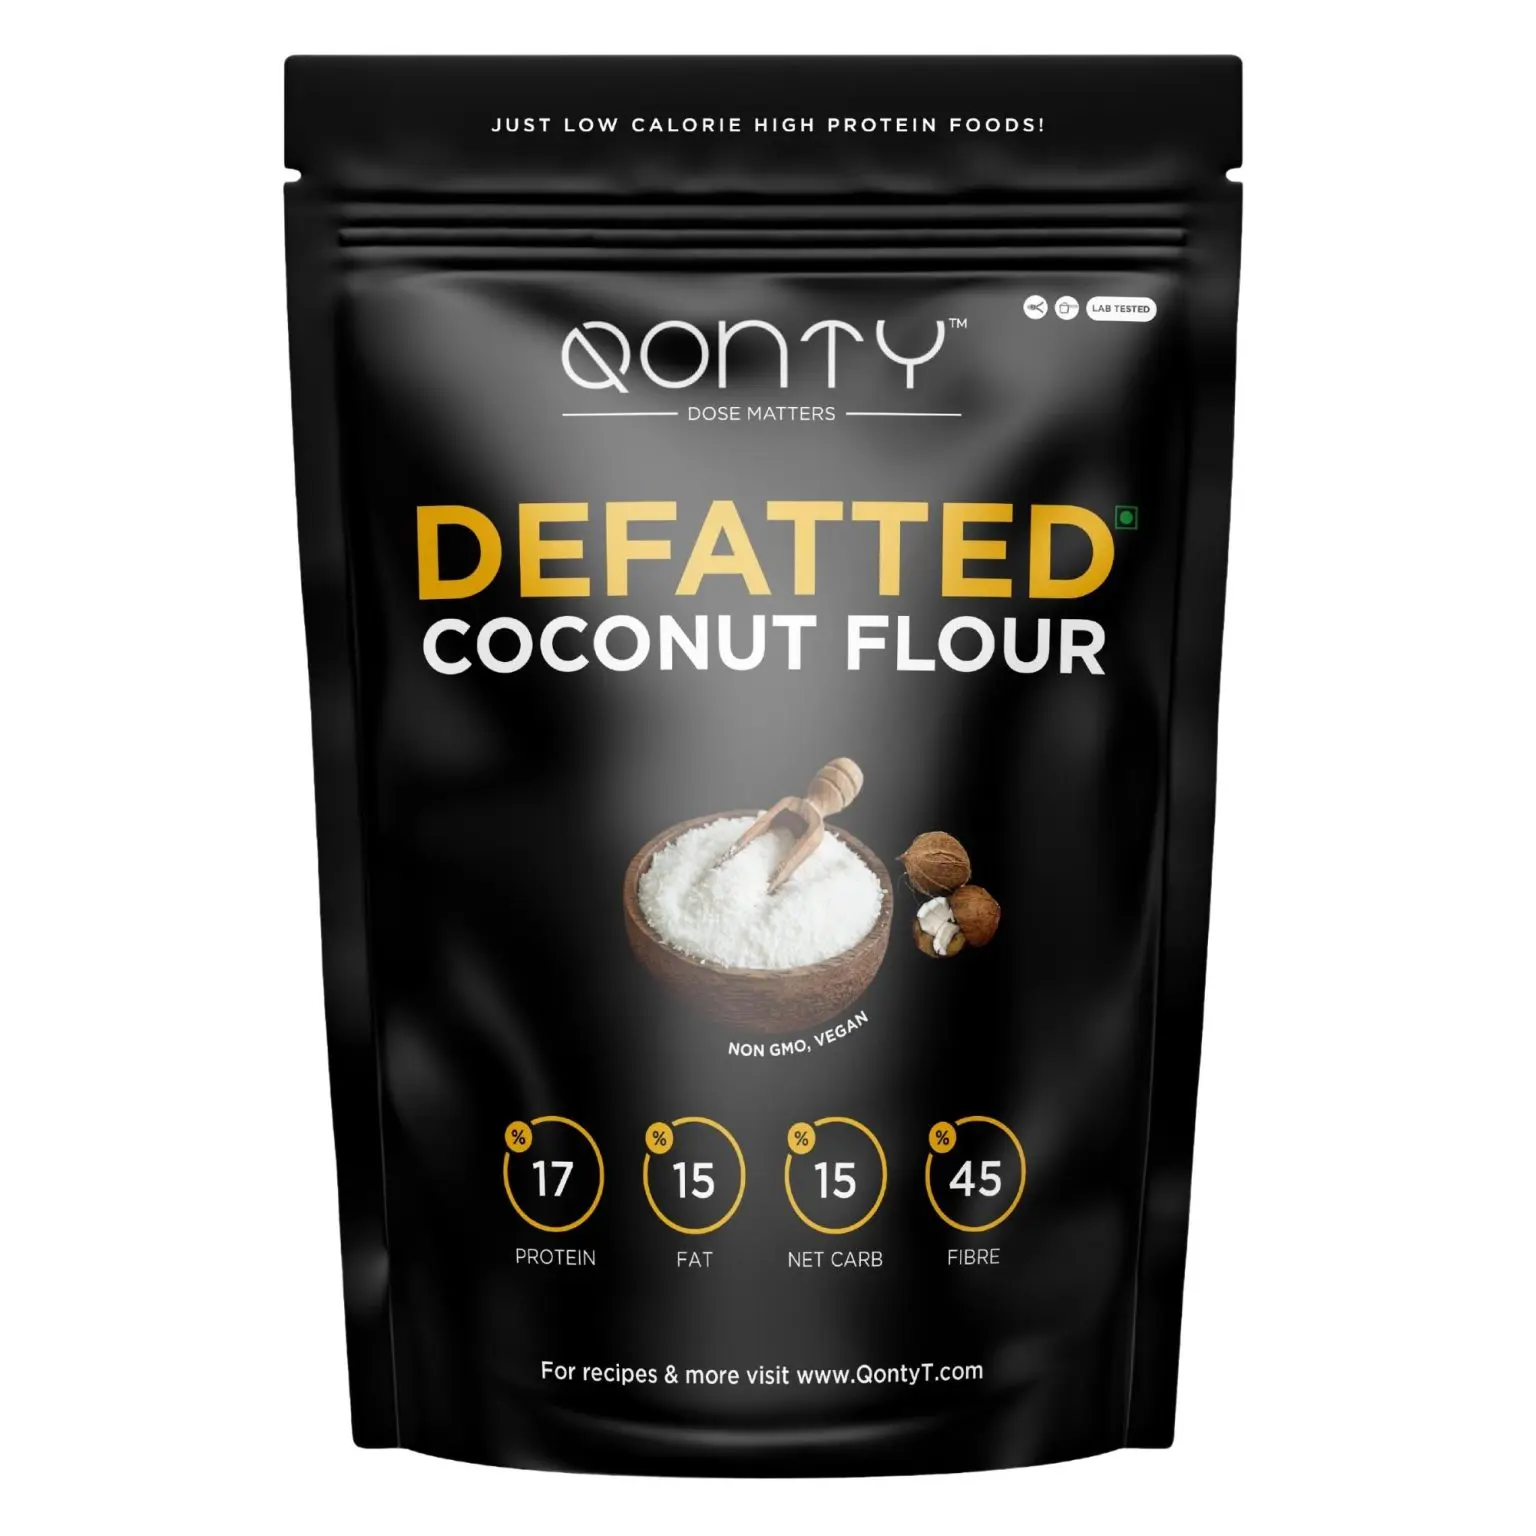 JUST LOW CALORIE HIGH PROTEIN FOODS!
LAB TESTED
QONTY™
DOSE MATTERS
DEFATTED
COCONUT FLOUR
NON GMO, VEGAN
% 17 % 15 % 15 % 45
PROTEIN FAT NET CARB FIBRE
For recipes & more visit www.QontyT.com